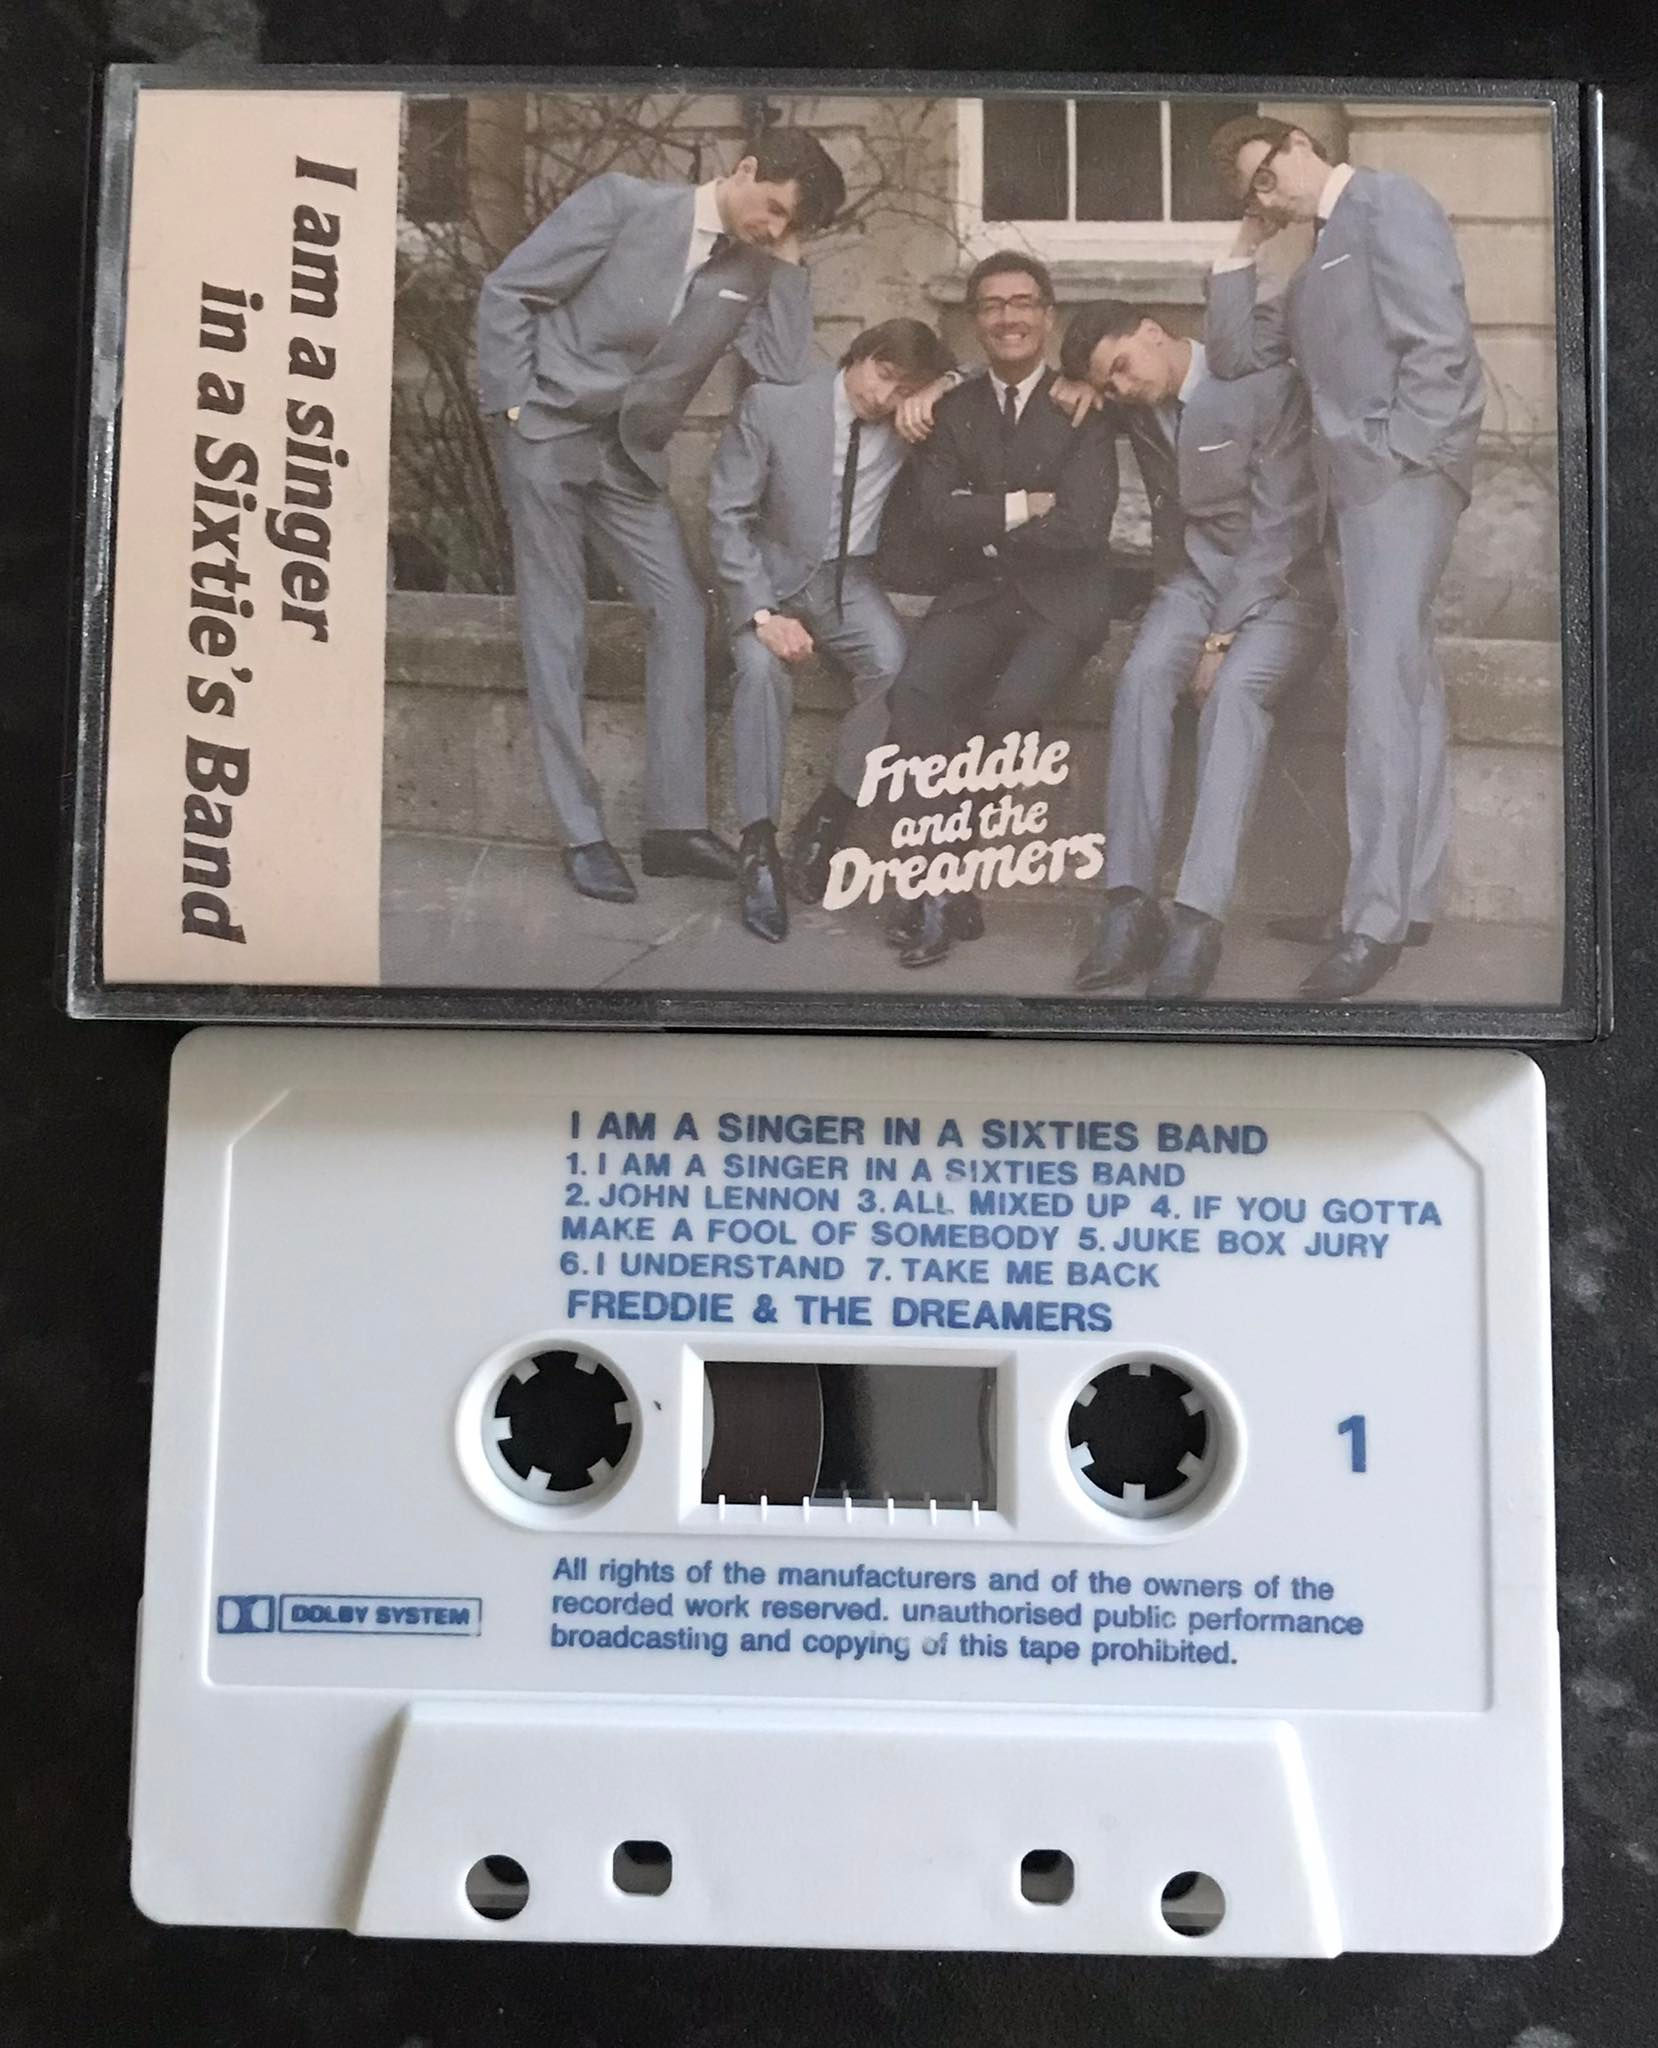 I am a singer
in a Sixtie's Band
Freddie
and the
Dreamers
I AM A SINGER IN A SIXTIES BAND
1. I AM A SINGER IN A SIXTIES BAND
2. JOHN LENNON 3. ALL MIXED UP 4. IF YOU GOTTA
MAKE A FOOL OF SOMEBODY 5. JUKE BOX JURY
6. I UNDERSTAND 7. TAKE ME BACK
FREDDIE & THE DREAMERS
1
DOLBY SYSTEM
All rights of the manufacturers and of the owners of the
recorded work reserved. unauthorised public performance
broadcasting and copying of this tape prohibited.